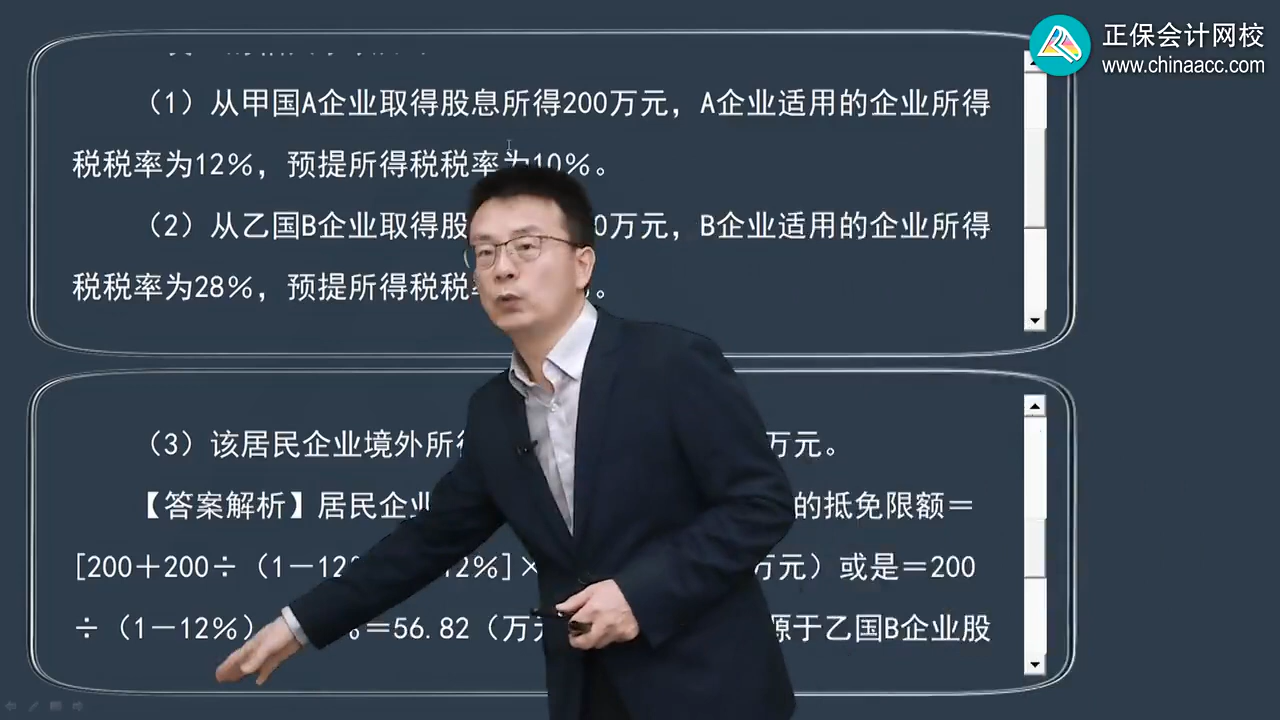 正保会计网校
www.chinaacc.com
（1）从甲国A企业取得股息所得200万元，A企业适用的企业所得
税税率为12%，预提所得税税率为10%。
（2）从乙国B企业取得股 0万元，B企业适用的企业所得
税税率为28%，预提所得税税 。
（3）该居民企业境外所得 万元。
【答案解析】居民企业 的抵免限额＝
[200＋200÷（1－12% 12%]× 万元）或是＝200
÷（1－12%） %＝56.82（万元 源于乙国B企业股